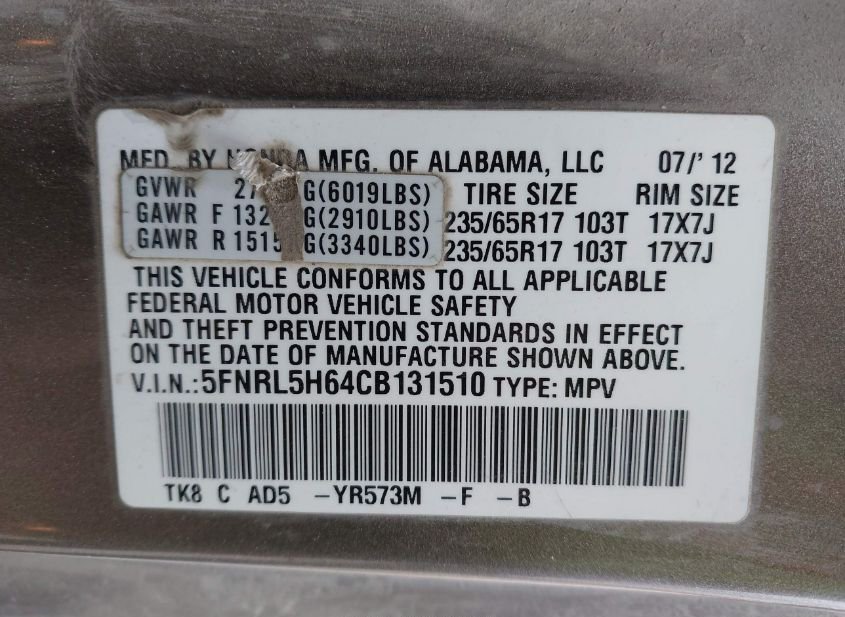 MFD. BY HONDA MFG. OF ALABAMA, LLC 07/' 12
GVWR G(6019LBS) TIRE SIZE RIM SIZE
GAWR F G(2910LBS) 235/65R17 103T 17X7J
GAWR R G(3340LBS) 235/65R17 103T 17X7J
THIS VEHICLE CONFORMS TO ALL APPLICABLE
FEDERAL MOTOR VEHICLE SAFETY
AND THEFT PREVENTION STANDARDS IN EFFECT
ON THE DATE OF MANUFACTURE SHOWN ABOVE.
V.I.N.:5FNRL5H64CB131510 TYPE: MPV
TK8 C AD5 -YR573M -F -B